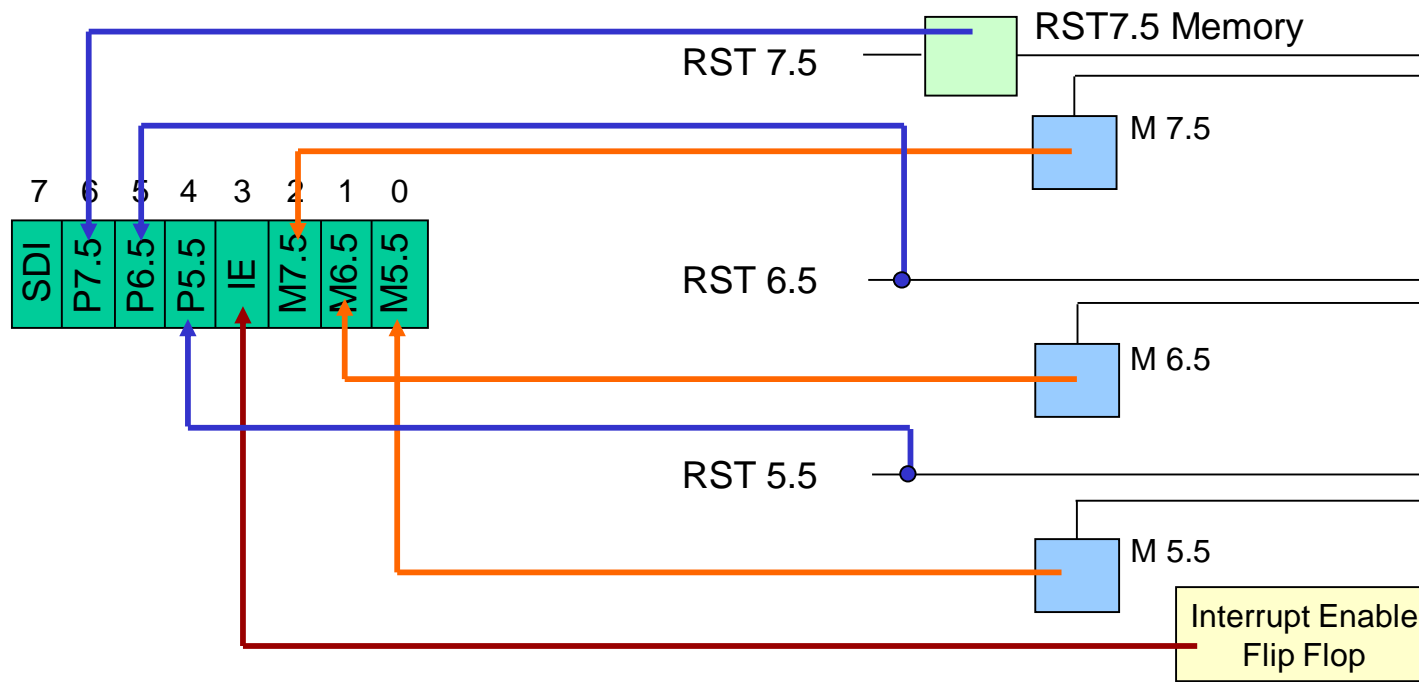 RST7.5 Memory
RST 7.5
M 7.5
7 6 5 4 3 2 1 0
SDI P7.5 P6.5 P5.5 IE M7.5 M6.5 M5.5
RST 6.5
M 6.5
RST 5.5
M 5.5
Interrupt Enable
Flip Flop